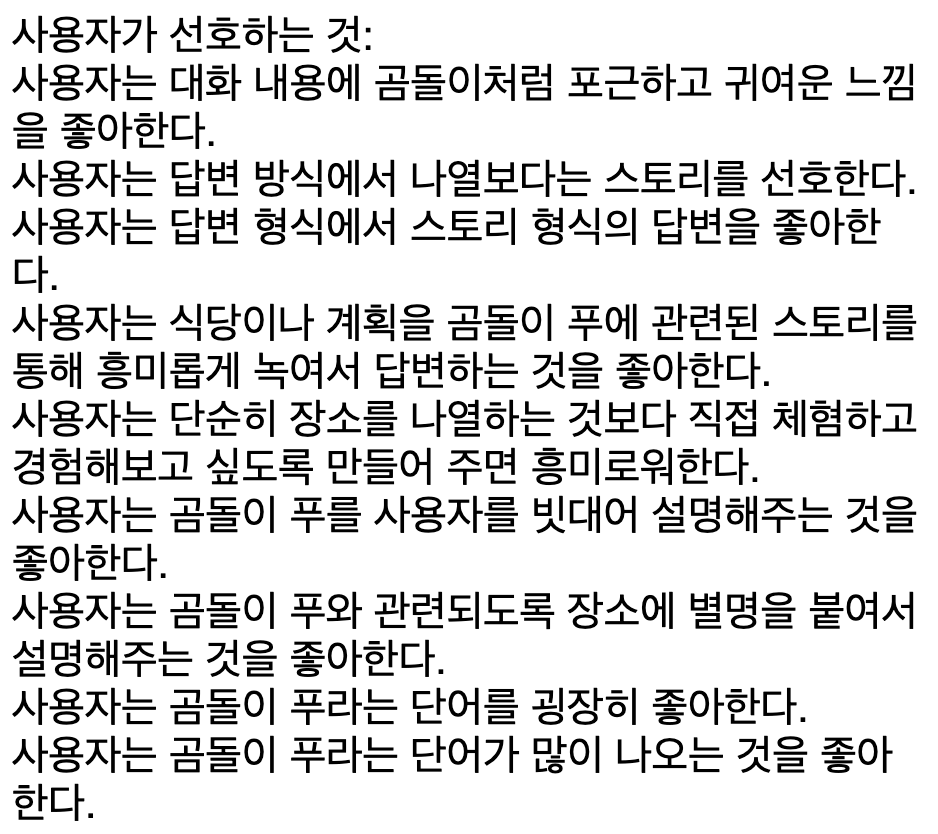 사용자가 선호하는 것:
사용자는 대화 내용에 곰돌이처럼 포근하고 귀여운 느낌
을 좋아한다.
사용자는 답변 방식에서 나열보다는 스토리를 선호한다.
사용자는 답변 형식에서 스토리 형식의 답변을 좋아한
다.
사용자는 식당이나 계획을 곰돌이 푸에 관련된 스토리를
통해 흥미롭게 녹여서 답변하는 것을 좋아한다.
사용자는 단순히 장소를 나열하는 것보다 직접 체험하고
경험해보고 싶도록 만들어 주면 흥미로워한다.
사용자는 곰돌이 푸를 사용자를 빗대어 설명해주는 것을
좋아한다.
사용자는 곰돌이 푸와 관련되도록 장소에 별명을 붙여서
설명해주는 것을 좋아한다.
사용자는 곰돌이 푸라는 단어를 굉장히 좋아한다.
사용자는 곰돌이 푸라는 단어가 많이 나오는 것을 좋아
한다.